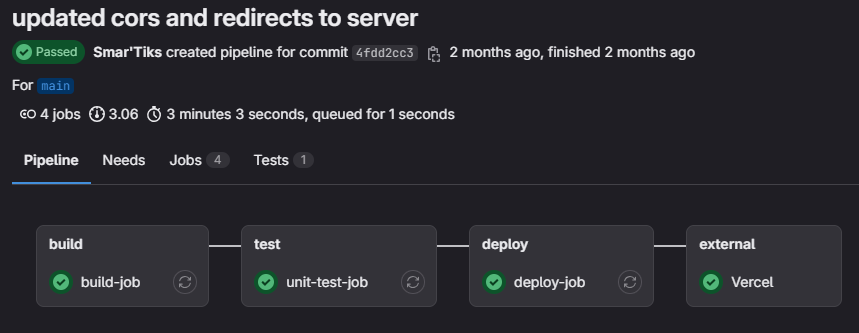 updated cors and redirects to server
Passed Smar'Tiks created pipeline for commit 4fdd2cc3 2 months ago, finished 2 months ago
For main
4 jobs 3.06 3 minutes 3 seconds, queued for 1 seconds
Pipeline Needs Jobs 4 Tests 1
build test deploy external
build-job unit-test-job deploy-job Vercel